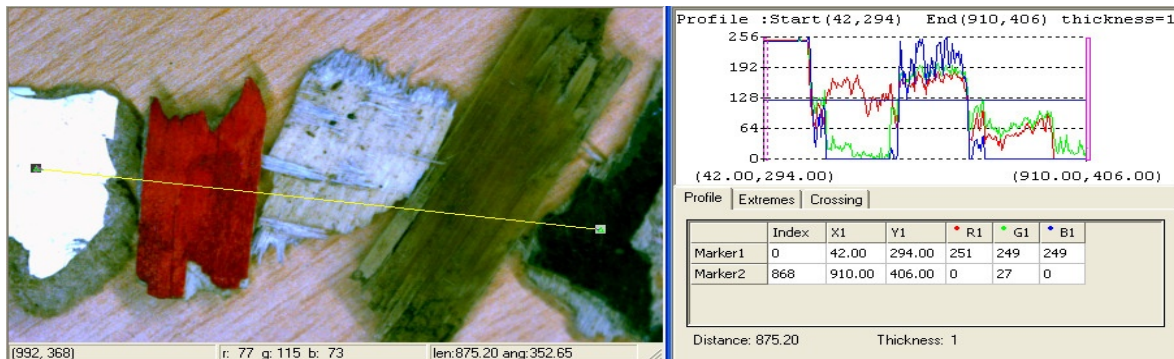 Profile :Start(42,294) End(910,406) thickness=1
256
192
128
64
0
(42.00,294.00) (910.00,406.00)
Profile Extremes Crossing
Index X1 Y1 R1 G1 B1
Marker1 0 42.00 294.00 251 249 249
Marker2 868 910.00 406.00 0 27 0
Distance: 875.20 Thickness: 1
(992, 368) r: 77 g: 115 b: 73 len:875.20 ang:352.65